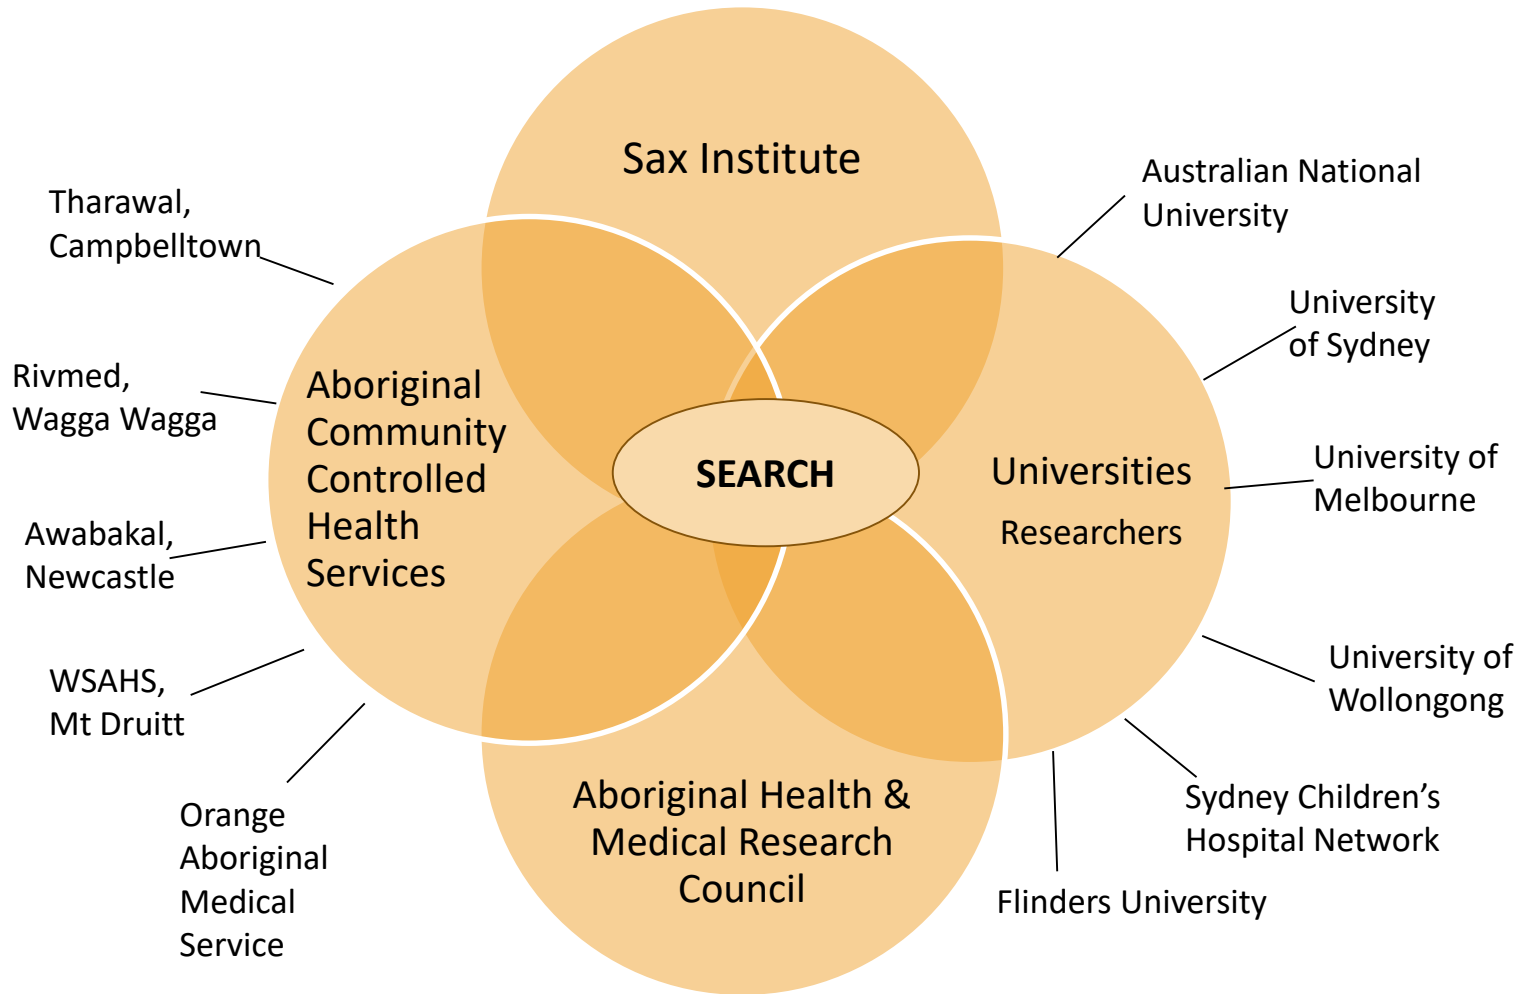 Sax Institute
Tharawal,
Campbelltown
Rivmed,
Wagga Wagga
Awabakal,
Newcastle
WSAHS,
Mt Druitt
Orange
Aboriginal
Medical
Service
Aboriginal
Community
Controlled
Health
Services
SEARCH
Universities
Researchers
Australian National
University
University
of Sydney
University of
Melbourne
University of
Wollongong
Sydney Children’s
Hospital Network
Flinders University
Aboriginal Health &
Medical Research
Council